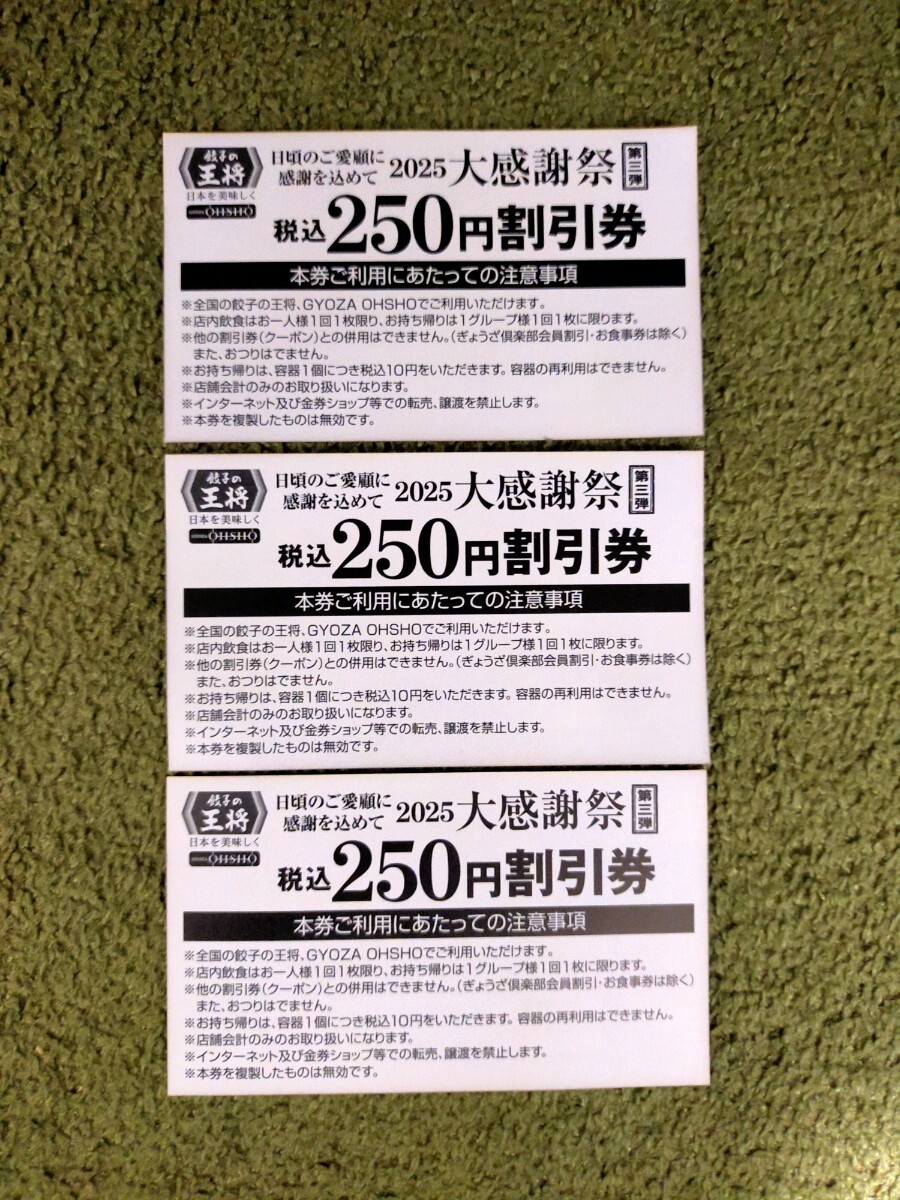 餃子の
王将
日本を美味しく
OHSHO
日頃のご愛顧に
感謝を込めて
2025 大感謝祭 第三弾
税込250円割引券
本券ご利用にあたっての注意事項
※全国の餃子の王将、GYOZA OHSHOでご利用いただけます。
※店内飲食はお一人様1回1枚限り、お持ち帰りは1グループ様1回1枚に限ります。
※他の割引券(クーポン)との併用はできません。(ぎょうざ倶楽部会員割引・お食事券は除く)
また、おつりはでません。
※お持ち帰りは、容器1個につき税込10円をいただきます。容器の再利用はできません。
※店舗会計のみのお取り扱いになります。
※インターネット及び金券ショップ等での転売、譲渡を禁止します。
※本券を複製したものは無効です。
餃子の
王将
日本を美味しく
OHSHO
日頃のご愛顧に
感謝を込めて
2025 大感謝祭 第三弾
税込250円割引券
本券ご利用にあたっての注意事項
※全国の餃子の王将、GYOZA OHSHOでご利用いただけます。
※店内飲食はお一人様1回1枚限り、お持ち帰りは1グループ様1回1枚に限ります。
※他の割引券(クーポン)との併用はできません。(ぎょうざ倶楽部会員割引・お食事券は除く)
また、おつりはでません。
※お持ち帰りは、容器1個につき税込10円をいただきます。容器の再利用はできません。
※店舗会計のみのお取り扱いになります。
※インターネット及び金券ショップ等での転売、譲渡を禁止します。
※本券を複製したものは無効です。
餃子の
王将
日本を美味しく
OHSHO
日頃のご愛顧に
感謝を込めて
2025 大感謝祭 第三弾
税込250円割引券
本券ご利用にあたっての注意事項
※全国の餃子の王将、GYOZA OHSHOでご利用いただけます。
※店内飲食はお一人様1回1枚限り、お持ち帰りは1グループ様1回1枚に限ります。
※他の割引券(クーポン)との併用はできません。(ぎょうざ倶楽部会員割引・お食事券は除く)
また、おつりはでません。
※お持ち帰りは、容器1個につき税込10円をいただきます。容器の再利用はできません。
※店舗会計のみのお取り扱いになります。
※インターネット及び金券ショップ等での転売、譲渡を禁止します。
※本券を複製したものは無効です。